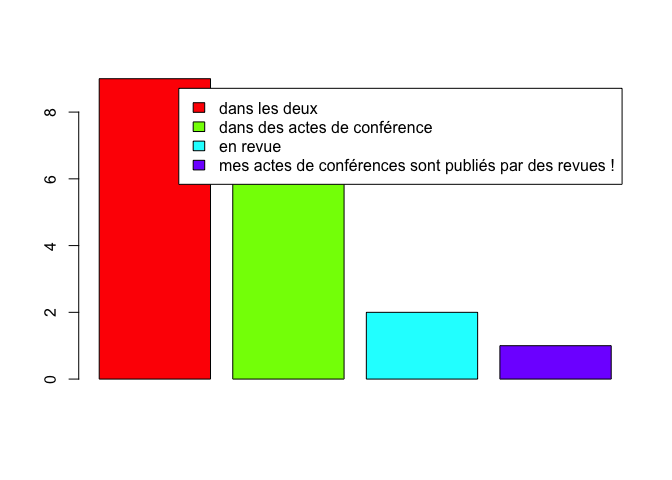 dans les deux
dans des actes de conférence
en revue
mes actes de conférences sont publiés par des revues !
8
6
4
2
0